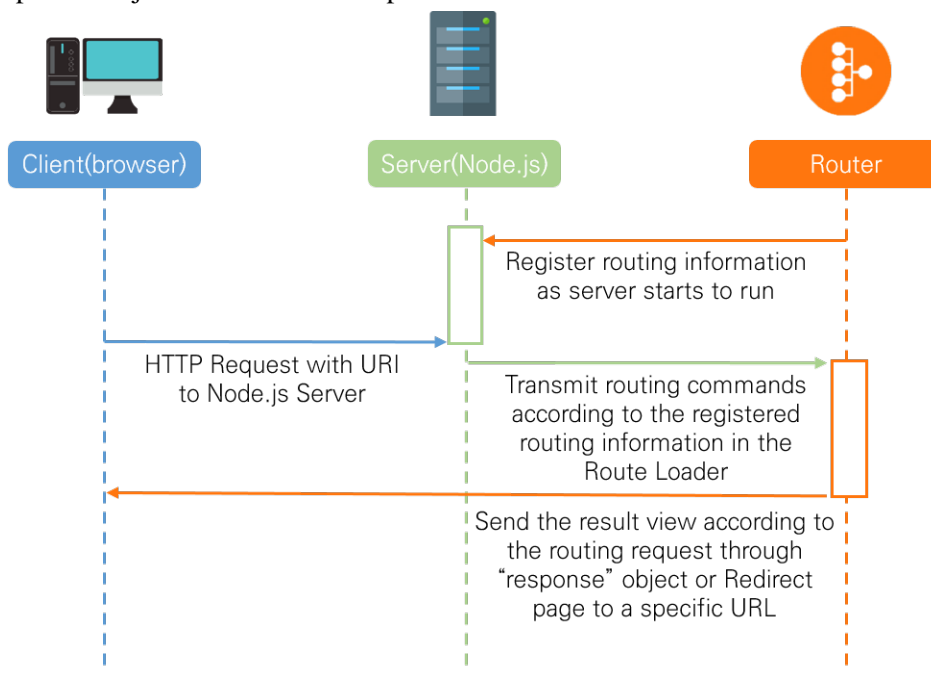 Client(browser)
Server(Node.js)
Router
Register routing information
as server starts to run
HTTP Request with URI
to Node.js Server
Transmit routing commands
according to the registered
routing information in the
Route Loader
Send the result view according to
the routing request through
“response” object or Redirect
page to a specific URL